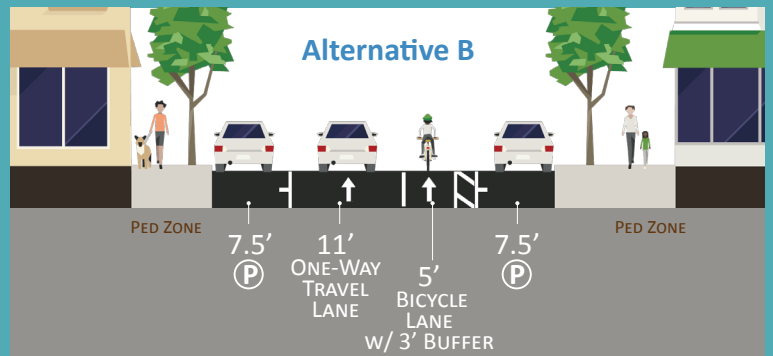 Alternative B
PED ZONE
7.5’
P
11’
ONE-WAY
TRAVEL
LANE
5’
BICYCLE
LANE
W/ 3’ BUFFER
7.5’
P
PED ZONE